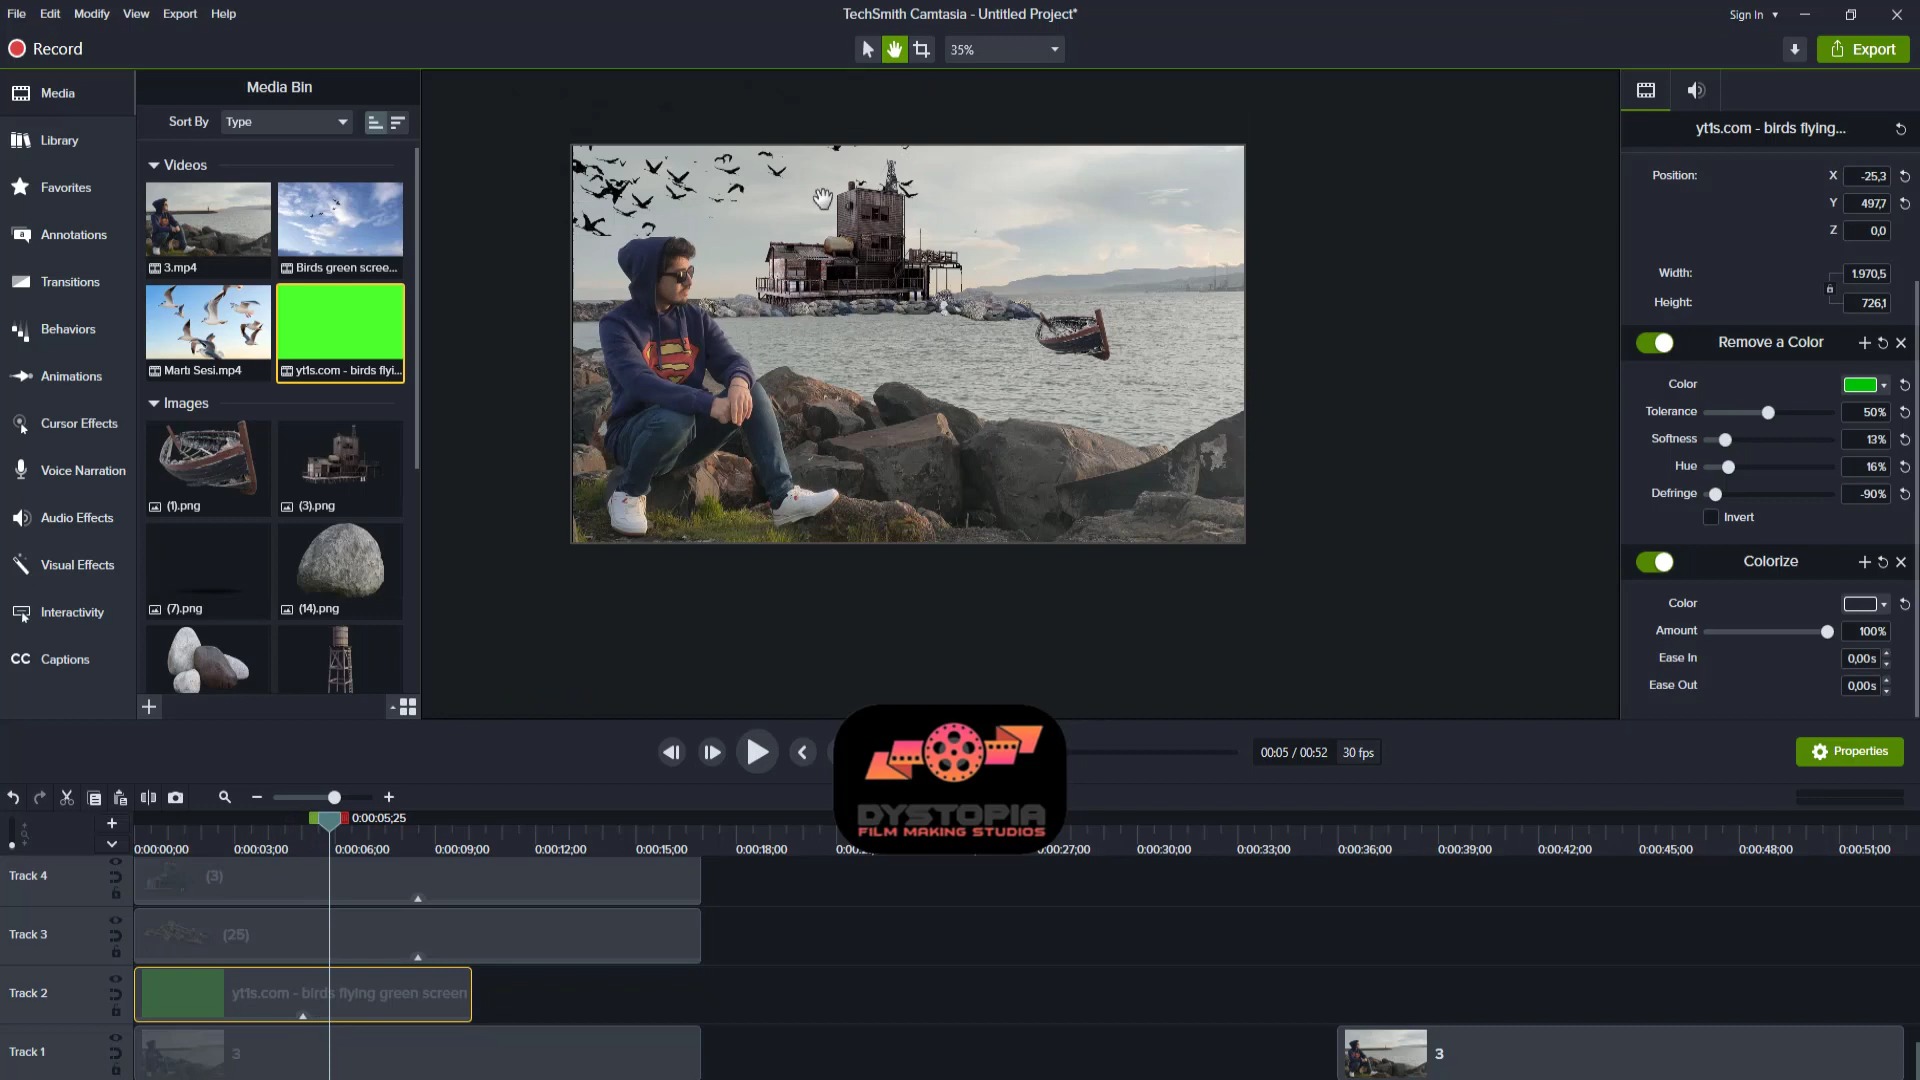 File Edit Modify View Export Help
TechSmith Camtasia - Untitled Project*
Sign In
Record
35%
Export
Media
Library
Favorites
Annotations
Transitions
Behaviors
Animations
Cursor Effects
Voice Narration
Audio Effects
Visual Effects
Interactivity
CC Captions
Media Bin
Sort By Type
Videos
3.mp4
Birds green scree...
Martı Sesi.mp4
yt1s.com - birds flyi...
Images
(1).png
(3).png
(7).png
(14).png
yt1s.com - birds flying...
Position: X -25,3
Y 497,7
Z 0,0
Width: 1.970,5
Height: 726,1
Remove a Color
Color
Tolerance 50%
Softness 13%
Hue 16%
Defringe -90%
Invert
Colorize
Color
Amount 100%
Ease In 0,00s
Ease Out 0,00s
00:05 / 00:52 30 fps
Properties
DYSTOPIA
FILM MAKING STUDIOS
0:00:05;25
0:00:00;00 0:00:03;00 0:00:06;00 0:00:09;00 0:00:12;00 0:00:15;00 0:00:18;00 0:00:27;00 0:00:30;00 0:00:33;00 0:00:36;00 0:00:39;00 0:00:42;00 0:00:45;00 0:00:48;00 0:00:51;00
Track 4 (3)
Track 3 (25)
Track 2 yt1s.com - birds flying green screen
Track 1 3 3